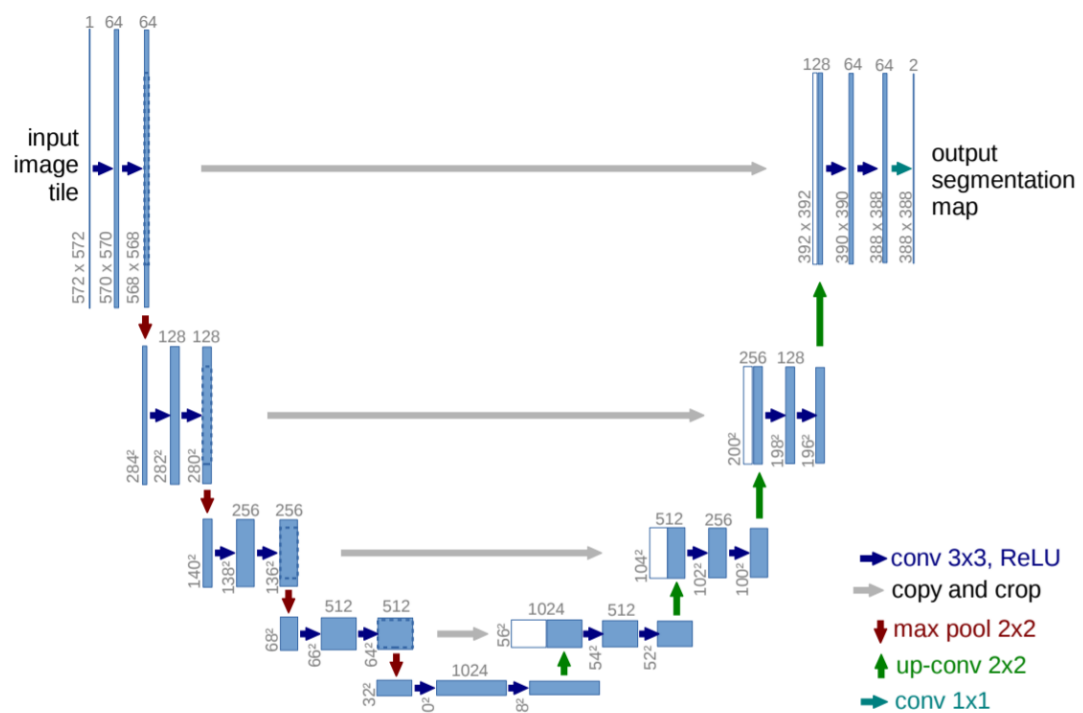 1 64 64
input
image
tile
572 x 572
570 x 570
568 x 568
128 64 64 2
output
segmentation
map
392 x 392
390 x 390
388 x 388
388 x 388
128 128
284²
282²
280²
256 128
200²
198²
196²
256 256
140²
138²
136²
512 256
104²
102²
100²
512 512
68²
66²
64²
1024 512
56²
54²
52²
1024
32²
0²
8²
conv 3x3, ReLU
copy and crop
max pool 2x2
up-conv 2x2
conv 1x1